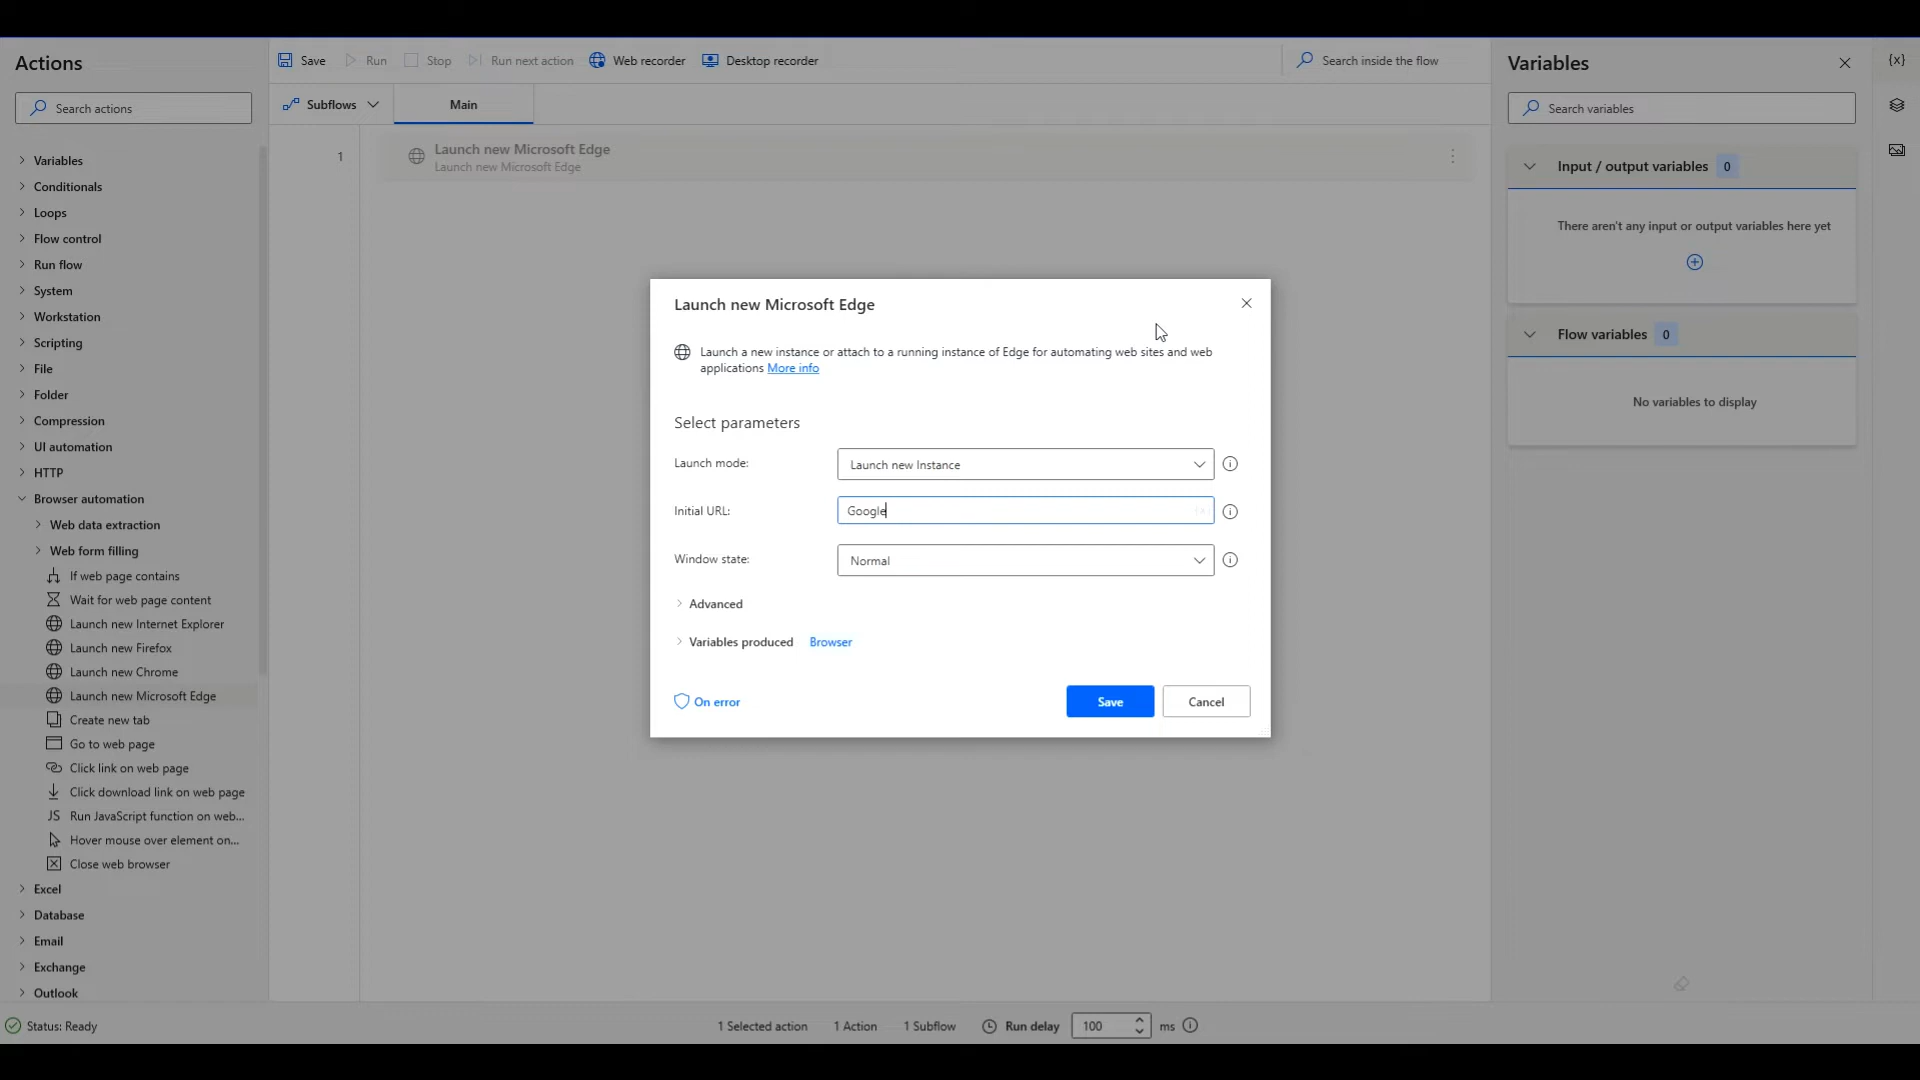 Actions
Search actions
Variables
Conditionals
Loops
Flow control
Run flow
System
Workstation
Scripting
File
Folder
Compression
UI automation
HTTP
Browser automation
Web data extraction
Web form filling
If web page contains
Wait for web page content
Launch new Internet Explorer
Launch new Firefox
Launch new Chrome
Launch new Microsoft Edge
Create new tab
Go to web page
Click link on web page
Click download link on web page
JS Run JavaScript function on web...
Hover mouse over element on...
Close web browser
Excel
Database
Email
Exchange
Outlook
Save Run Stop Run next action Web recorder Desktop recorder Search inside the flow
Subflows Main
1 Launch new Microsoft Edge
Launch new Microsoft Edge
Launch new Microsoft Edge
Launch a new instance or attach to a running instance of Edge for automating web sites and web
applications More info
Select parameters
Launch mode: Launch new Instance
Initial URL: Google
Window state: Normal
Advanced
Variables produced Browser
On error Save Cancel
Variables
{x}
Search variables
Input / output variables 0
There aren't any input or output variables here yet
Flow variables 0
No variables to display
Status: Ready 1 Selected action 1 Action 1 Subflow Run delay 100 ms